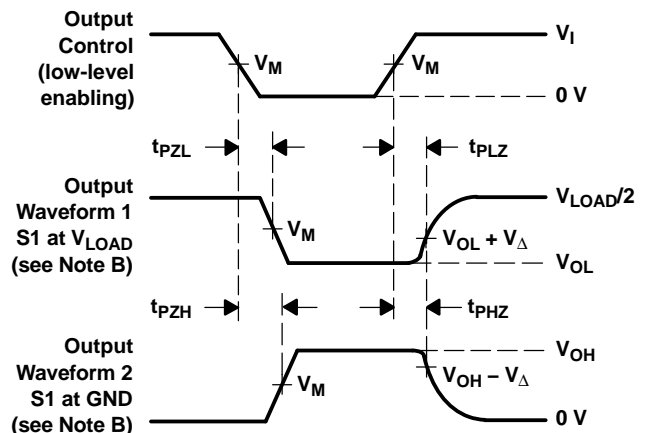 Output
Control
(low-level
enabling)
V_I
V_M
V_M
0 V
t_PZL
t_PLZ
Output
Waveform 1
S1 at V_LOAD
(see Note B)
V_LOAD/2
V_M
V_OL + V_Δ
V_OL
t_PZH
t_PHZ
Output
Waveform 2
S1 at GND
(see Note B)
V_OH
V_M
V_OH – V_Δ
0 V